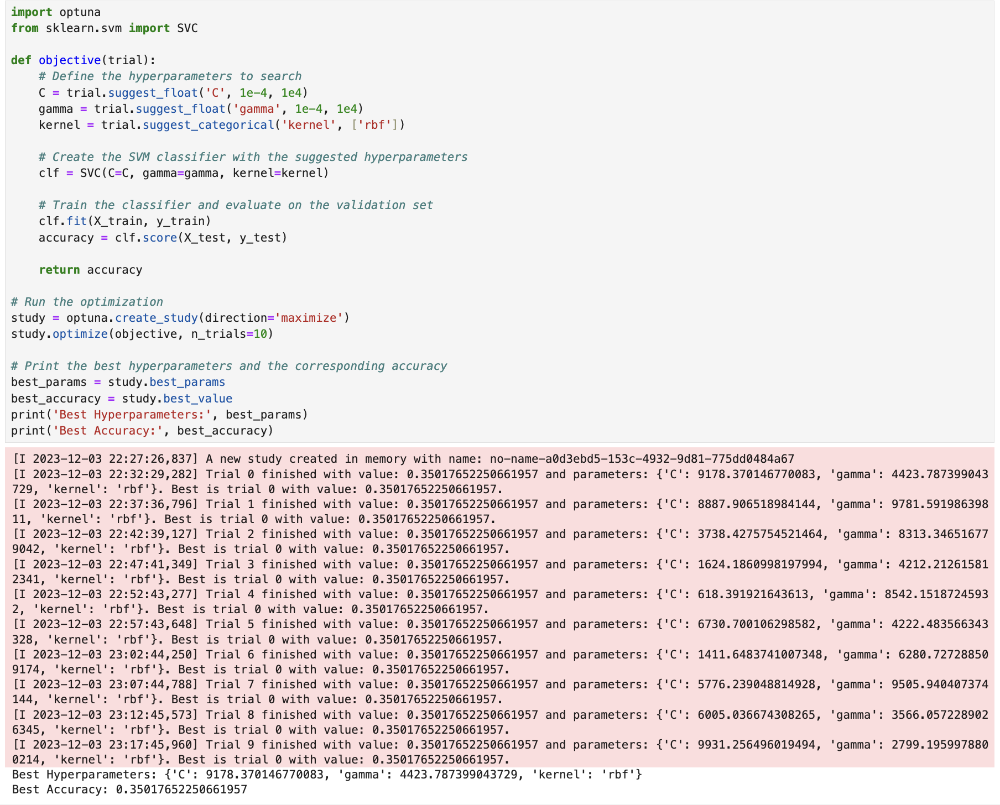 import optuna
from sklearn.svm import SVC
def objective(trial):
# Define the hyperparameters to search
C = trial.suggest_float('C', 1e-4, 1e4)
gamma = trial.suggest_float('gamma', 1e-4, 1e4)
kernel = trial.suggest_categorical('kernel', ['rbf'])
# Create the SVM classifier with the suggested hyperparameters
clf = SVC(C=C, gamma=gamma, kernel=kernel)
# Train the classifier and evaluate on the validation set
clf.fit(X_train, y_train)
accuracy = clf.score(X_test, y_test)
return accuracy
# Run the optimization
study = optuna.create_study(direction='maximize')
study.optimize(objective, n_trials=10)
# Print the best hyperparameters and the corresponding accuracy
best_params = study.best_params
best_accuracy = study.best_value
print('Best Hyperparameters:', best_params)
print('Best Accuracy:', best_accuracy)
[I 2023-12-03 22:27:26,837] A new study created in memory with name: no-name-a0d3ebd5-153c-4932-9d81-775dd0484a67
[I 2023-12-03 22:32:29,282] Trial 0 finished with value: 0.35017652250661957 and parameters: {'C': 9178.370146770083, 'gamma': 4423.787399043
729, 'kernel': 'rbf'}. Best is trial 0 with value: 0.35017652250661957.
[I 2023-12-03 22:37:36,796] Trial 1 finished with value: 0.35017652250661957 and parameters: {'C': 8887.906518984144, 'gamma': 9781.591986398
11, 'kernel': 'rbf'}. Best is trial 0 with value: 0.35017652250661957.
[I 2023-12-03 22:42:39,127] Trial 2 finished with value: 0.35017652250661957 and parameters: {'C': 3738.4275754521464, 'gamma': 8313.34651677
9042, 'kernel': 'rbf'}. Best is trial 0 with value: 0.35017652250661957.
[I 2023-12-03 22:47:41,349] Trial 3 finished with value: 0.35017652250661957 and parameters: {'C': 1624.1860998197994, 'gamma': 4212.21261581
2341, 'kernel': 'rbf'}. Best is trial 0 with value: 0.35017652250661957.
[I 2023-12-03 22:52:43,277] Trial 4 finished with value: 0.35017652250661957 and parameters: {'C': 618.391921643613, 'gamma': 8542.1518724593
2, 'kernel': 'rbf'}. Best is trial 0 with value: 0.35017652250661957.
[I 2023-12-03 22:57:43,648] Trial 5 finished with value: 0.35017652250661957 and parameters: {'C': 6730.700106298582, 'gamma': 4222.483566343
328, 'kernel': 'rbf'}. Best is trial 0 with value: 0.35017652250661957.
[I 2023-12-03 23:02:44,250] Trial 6 finished with value: 0.35017652250661957 and parameters: {'C': 1411.6483741007348, 'gamma': 6280.72728850
9174, 'kernel': 'rbf'}. Best is trial 0 with value: 0.35017652250661957.
[I 2023-12-03 23:07:44,788] Trial 7 finished with value: 0.35017652250661957 and parameters: {'C': 5776.239048814928, 'gamma': 9505.940407374
144, 'kernel': 'rbf'}. Best is trial 0 with value: 0.35017652250661957.
[I 2023-12-03 23:12:45,573] Trial 8 finished with value: 0.35017652250661957 and parameters: {'C': 6005.036674308265, 'gamma': 3566.057228902
6345, 'kernel': 'rbf'}. Best is trial 0 with value: 0.35017652250661957.
[I 2023-12-03 23:17:45,960] Trial 9 finished with value: 0.35017652250661957 and parameters: {'C': 9931.256496019494, 'gamma': 2799.195997880
0214, 'kernel': 'rbf'}. Best is trial 0 with value: 0.35017652250661957.
Best Hyperparameters: {'C': 9178.370146770083, 'gamma': 4423.787399043729, 'kernel': 'rbf'}
Best Accuracy: 0.35017652250661957